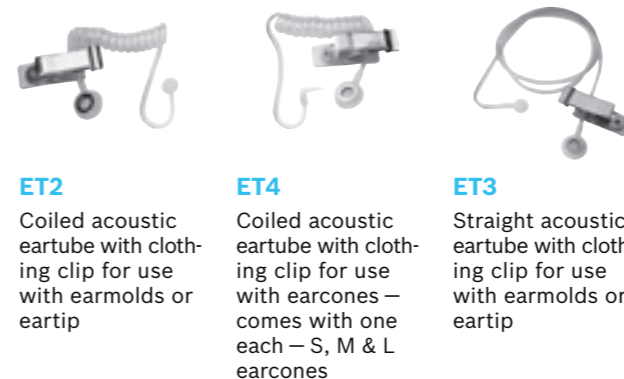 ET2
Coiled acoustic
eartube with cloth-
ing clip for use
with earmolds or
eartip
ET4
Coiled acoustic
eartube with cloth-
ing clip for use
with earcones —
comes with one
each — S, M & L
earcones
ET3
Straight acoustic
eartube with cloth
ing clip for use
with earmolds or
eartip